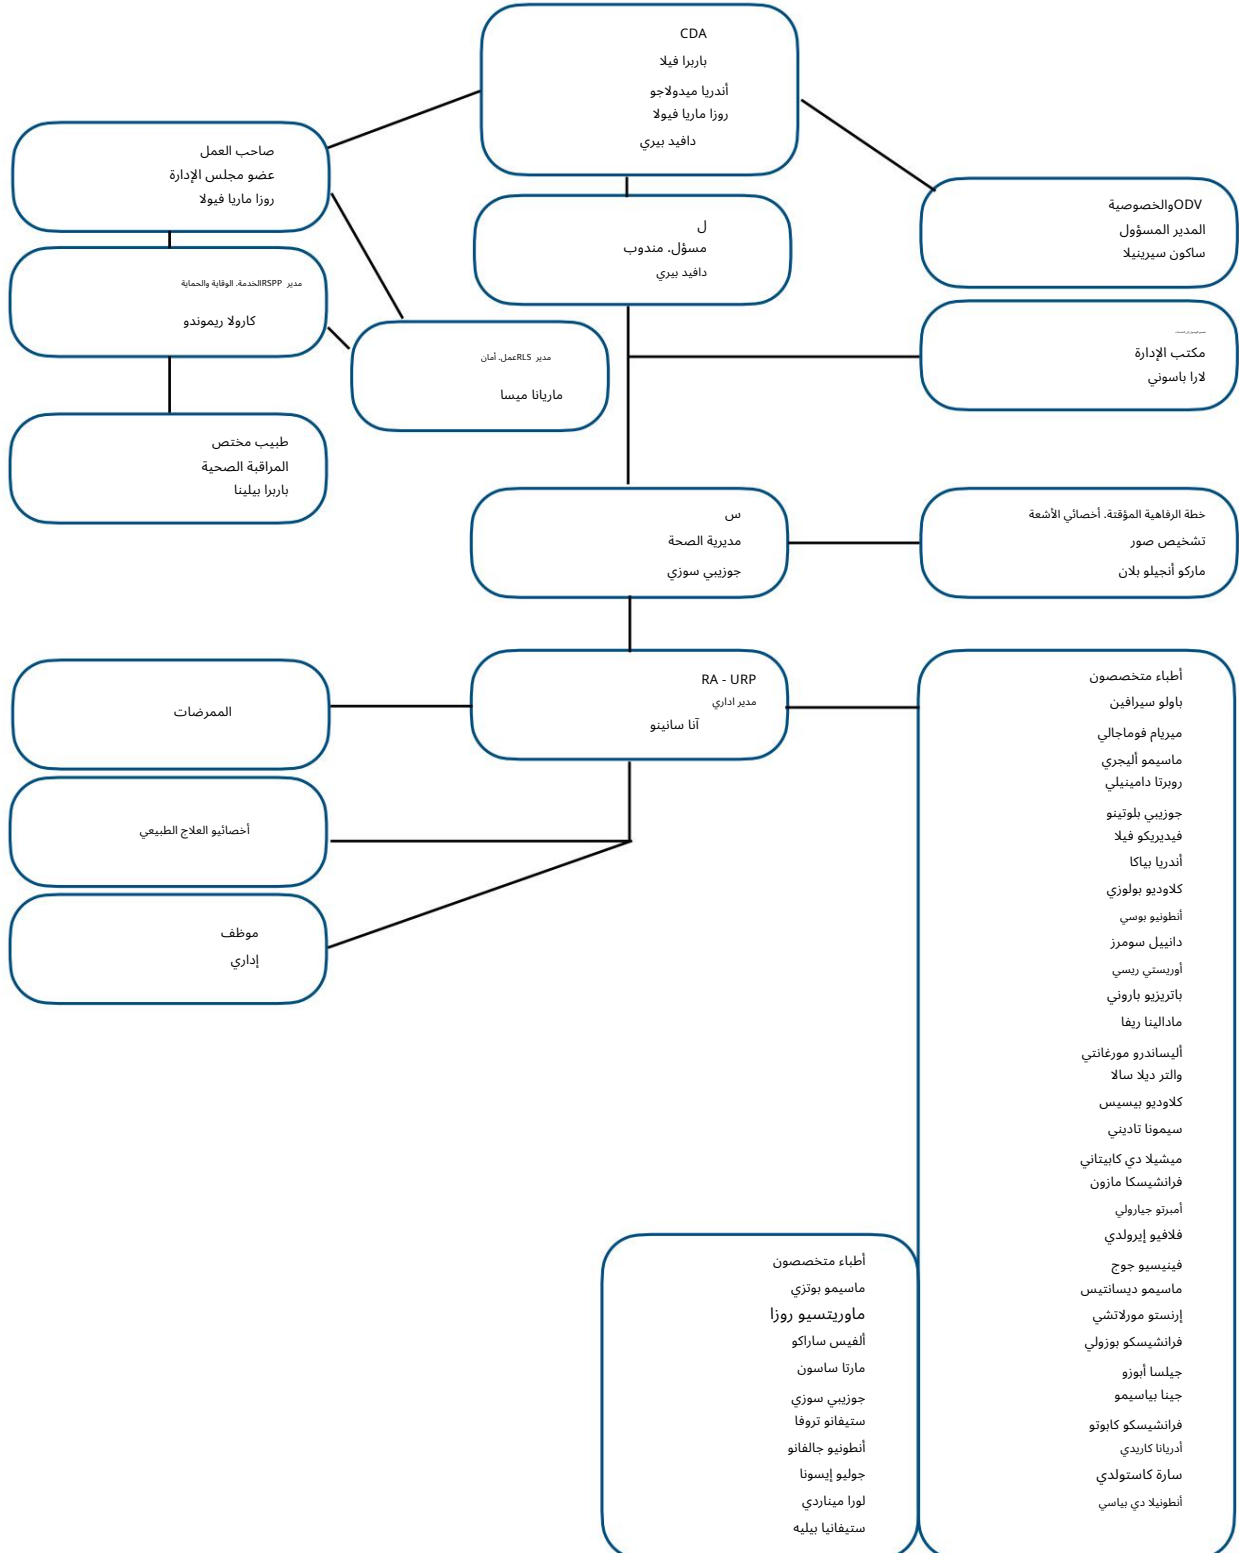 CDA
باربرا فيلا
أندريا ميدولاجو
روزا ماريا فيولا
دافيد بيري
صاحب العمل
عضو مجلس الإدارة
روزا ماريا فيولا
ل
مسؤل. مندوب
دافيد بيري
ODVوالخصوصية
المدير المسؤول
ساكون سيرينيلا
مدير RSPPالخدمة. الوقاية والحماية
كارولا ريموندو
مدير RLSعمل. أمان
ماريانا ميسا
مكتب الإدارة
لارا باسوني
طبيب مختص
المراقبة الصحية
باربرا بيلينا
س
مديرية الصحة
جوزيبي سوزي
خطة الرفاهية المؤقتة. أخصائي الأشعة
تشخيص صور
ماركو أنجيلو بلان
الممرضات
RA - URP
مدير اداري
آنا سانينو
أخصائيو العلاج الطبيعي
موظف
إداري
أطباء متخصصون
باولو سيرافين
ميريام فوماجالي
ماسيمو أليجري
روبرتا دامينيلي
جوزيبي بلوتينو
فيديريكو فيلا
أندريا بياكا
كلاوديو بولوزي
أنطونيو بوسي
دانييل سومرز
أوريستي ريسي
باتريزيو باروني
مادالينا ريفا
أليساندرو مورغانتي
والتر ديلا سالا
كلاوديو بيسيس
سيمونا تاديني
ميشيلا دي كابيتاني
فرانشيسكا مازون
أمبرتو جيارولي
فلافيو إيرولدي
فينيسيو جوج
ماسيمو ديسانتيس
إرنستو مورلاتشي
فرانشيسكو بوزولي
جيلسا أبوزو
جينا بياسيمو
فرانشيسكو كابوتو
أدريانا كاريدي
سارة كاستولدي
أنطونيلا دي بياسي
أطباء متخصصون
ماسيمو بوتزي
ماوريتسيو روزا
ألفيس ساراكو
مارتا ساسون
جوزيبي سوزي
ستيفانو تروفا
أنطونيو جالفانو
جوليو إيسونا
لورا ميناردي
ستيفانيا بيليه